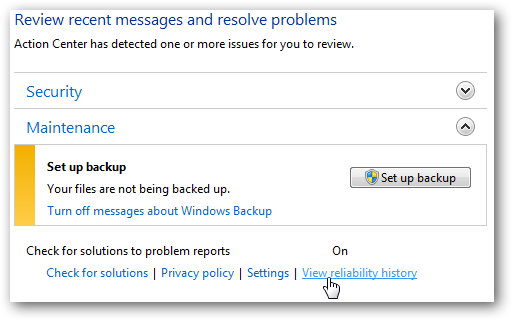 Review recent messages and resolve problems
Action Center has detected one or more issues for you to review.
Security
Maintenance
Set up backup
Your files are not being backed up.
Set up backup
Turn off messages about Windows Backup
Check for solutions to problem reports On
Check for solutions | Privacy policy | Settings | View reliability history